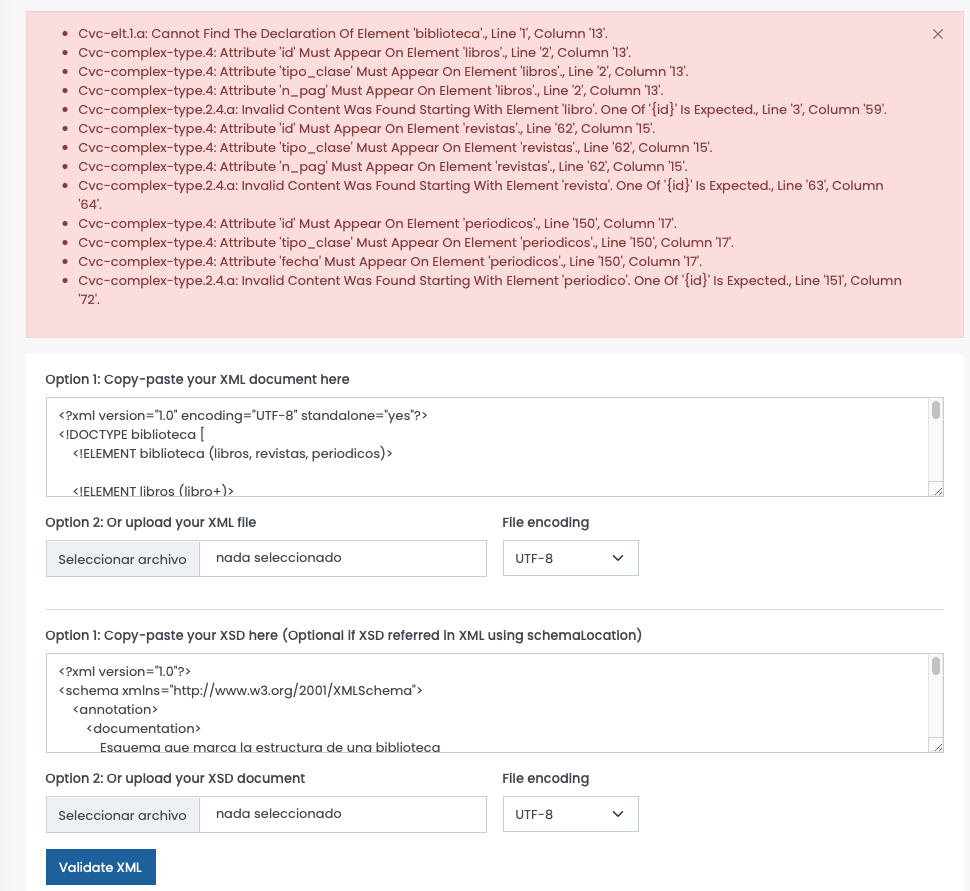 Cvc-elt.1.a: Cannot Find The Declaration Of Element 'biblioteca'., Line '1', Column '13'.
Cvc-complex-type.4: Attribute 'id' Must Appear On Element 'libros'., Line '2', Column '13'.
Cvc-complex-type.4: Attribute 'tipo_clase' Must Appear On Element 'libros'., Line '2', Column '13'.
Cvc-complex-type.4: Attribute 'n_pag' Must Appear On Element 'libros'., Line '2', Column '13'.
Cvc-complex-type.2.4.a: Invalid Content Was Found Starting With Element 'libro'. One Of '{id}' Is Expected., Line '3', Column '59'.
Cvc-complex-type.4: Attribute 'id' Must Appear On Element 'revistas'., Line '62', Column '15'.
Cvc-complex-type.4: Attribute 'tipo_clase' Must Appear On Element 'revistas'., Line '62', Column '15'.
Cvc-complex-type.4: Attribute 'n_pag' Must Appear On Element 'revistas'., Line '62', Column '15'.
Cvc-complex-type.2.4.a: Invalid Content Was Found Starting With Element 'revista'. One Of '{id}' Is Expected., Line '63', Column
'64'.
Cvc-complex-type.4: Attribute 'id' Must Appear On Element 'periodicos'., Line '150', Column '17'.
Cvc-complex-type.4: Attribute 'tipo_clase' Must Appear On Element 'periodicos'., Line '150', Column '17'.
Cvc-complex-type.4: Attribute 'fecha' Must Appear On Element 'periodicos'., Line '150', Column '17'.
Cvc-complex-type.2.4.a: Invalid Content Was Found Starting With Element 'periodico'. One Of '{id}' Is Expected., Line '151', Column
'72'.
Option 1: Copy-paste your XML document here
<?xml version="1.0" encoding="UTF-8" standalone="yes"?>
<!DOCTYPE biblioteca [
<!ELEMENT biblioteca (libros, revistas, periodicos)>
<!ELEMENT libros (libro+)>
Option 2: Or upload your XML file
File encoding
Seleccionar archivo nada seleccionado
UTF-8
Option 1: Copy-paste your XSD here (Optional if XSD referred in XML using schemaLocation)
<?xml version="1.0"?>
<schema xmlns="http://www.w3.org/2001/XMLSchema">
<annotation>
<documentation>
Esquema que marca la estructura de una biblioteca
Option 2: Or upload your XSD document
File encoding
Seleccionar archivo nada seleccionado
UTF-8
Validate XML